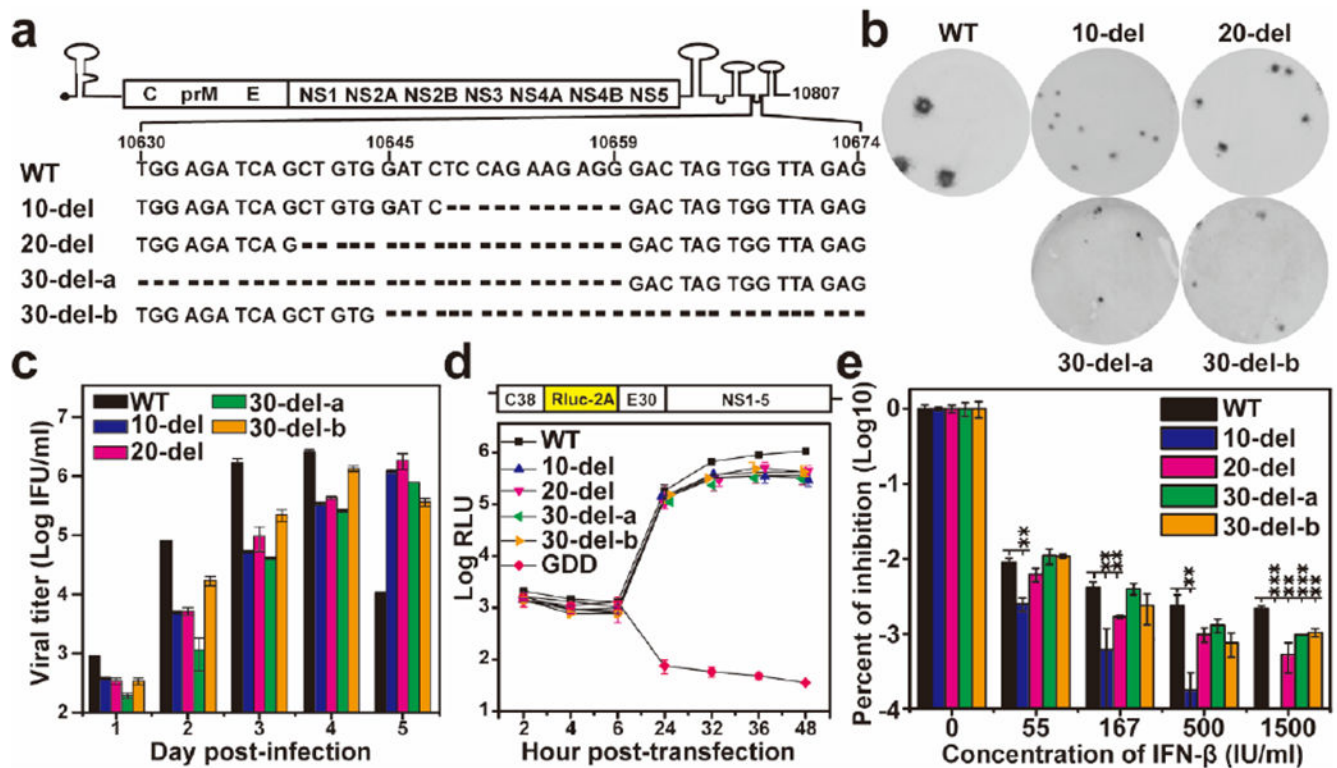 a
C prM E NS1 NS2A NS2B NS3 NS4A NS4B NS5
10807
10630 10645 10659 10674
WT TGG AGA TCA GCT GTG GAT CTC CAG AAG AGG GAC TAG TGG TTA GAG
10-del TGG AGA TCA GCT GTG GAT C GAC TAG TGG TTA GAG
20-del TGG AGA TCA G GAC TAG TGG TTA GAG
30-del-a GAC TAG TGG TTA GAG
30-del-b TGG AGA TCA GCT GTG
b
WT 10-del 20-del
30-del-a 30-del-b
c
Viral titer (Log IFU/ml)
7
6
5
4
3
2
WT
10-del
20-del
30-del-a
30-del-b
1 2 3 4 5
Day post-infection
d
C38 Rluc-2A E30 NS1-5
Log RLU
6
5
4
3
2
1
WT
10-del
20-del
30-del-a
30-del-b
GDD
2 4 6 24 32 36 48
Hour post-transfection
e
Percent of inhibition (Log10)
0
-2
-3
-4
WT
10-del
20-del
30-del-a
30-del-b
**
**
**
**
***
**
***
**
0 55 167 500 1500
Concentration of IFN-β (IU/ml)